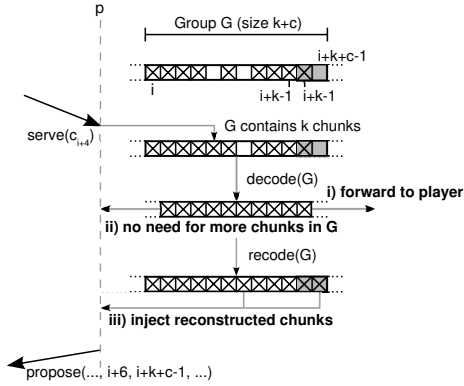 p
Group G (size k+c)
i+k+c-1
i
i+k-1
i+k-1
serve(c_{i+4})
G contains k chunks
decode(G)
i) forward to player
ii) no need for more chunks in G
recode(G)
iii) inject reconstructed chunks
propose(..., i+6, i+k+c-1, ...)